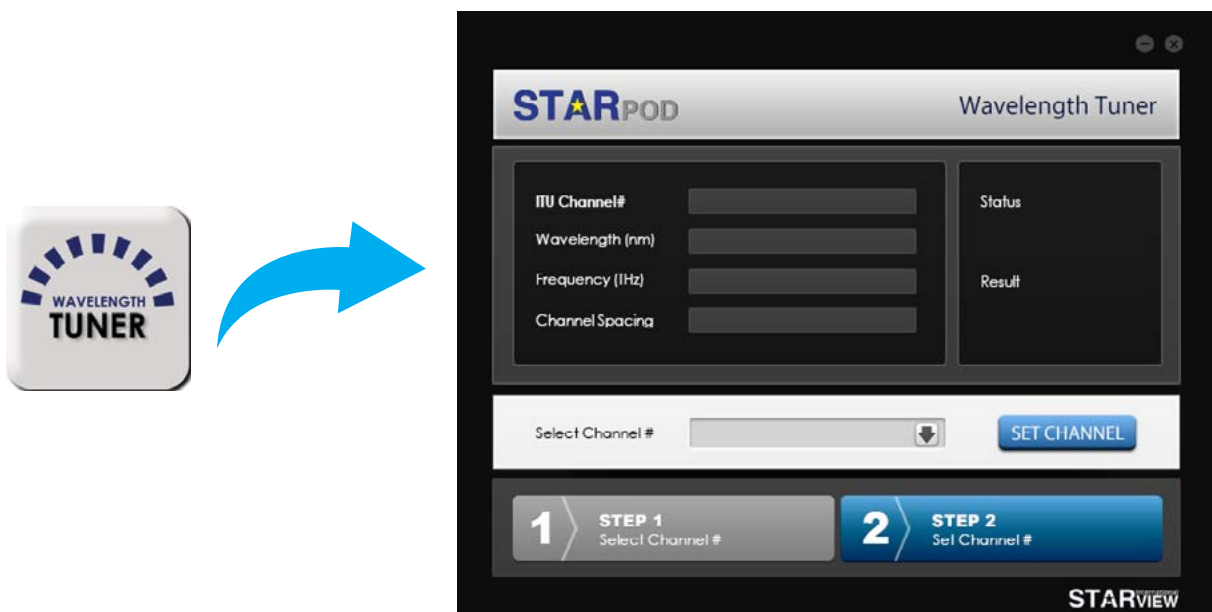 WAVELENGTH
TUNER
STARPOD
Wavelength Tuner
ITU Channel#
Wavelength (nm)
Frequency (THz)
Channel Spacing
Status
Result
Select Channel #
SET CHANNEL
1
STEP 1
Select Channel #
2
STEP 2
Set Channel #
International
STARVIEW